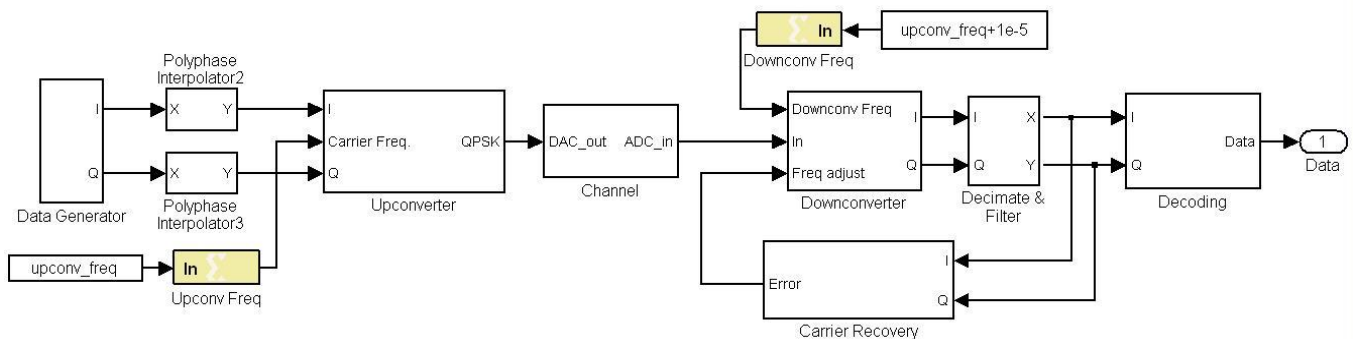 In
upconv_freq+1e-5
Downconv Freq
Polyphase
Interpolator2
I
X
Y
I
Downconv Freq
I
I
X
I
Carrier Freq.
QPSK
DAC_out
ADC_in
In
Data
1
Q
X
Y
Q
Freq adjust
Q
Q
Y
Q
Data Generator
Polyphase
Interpolator3
Upconverter
Channel
Downconverter
Decimate &
Filter
Decoding
Data
upconv_freq
In
Upconv Freq
I
Error
Q
Carrier Recovery